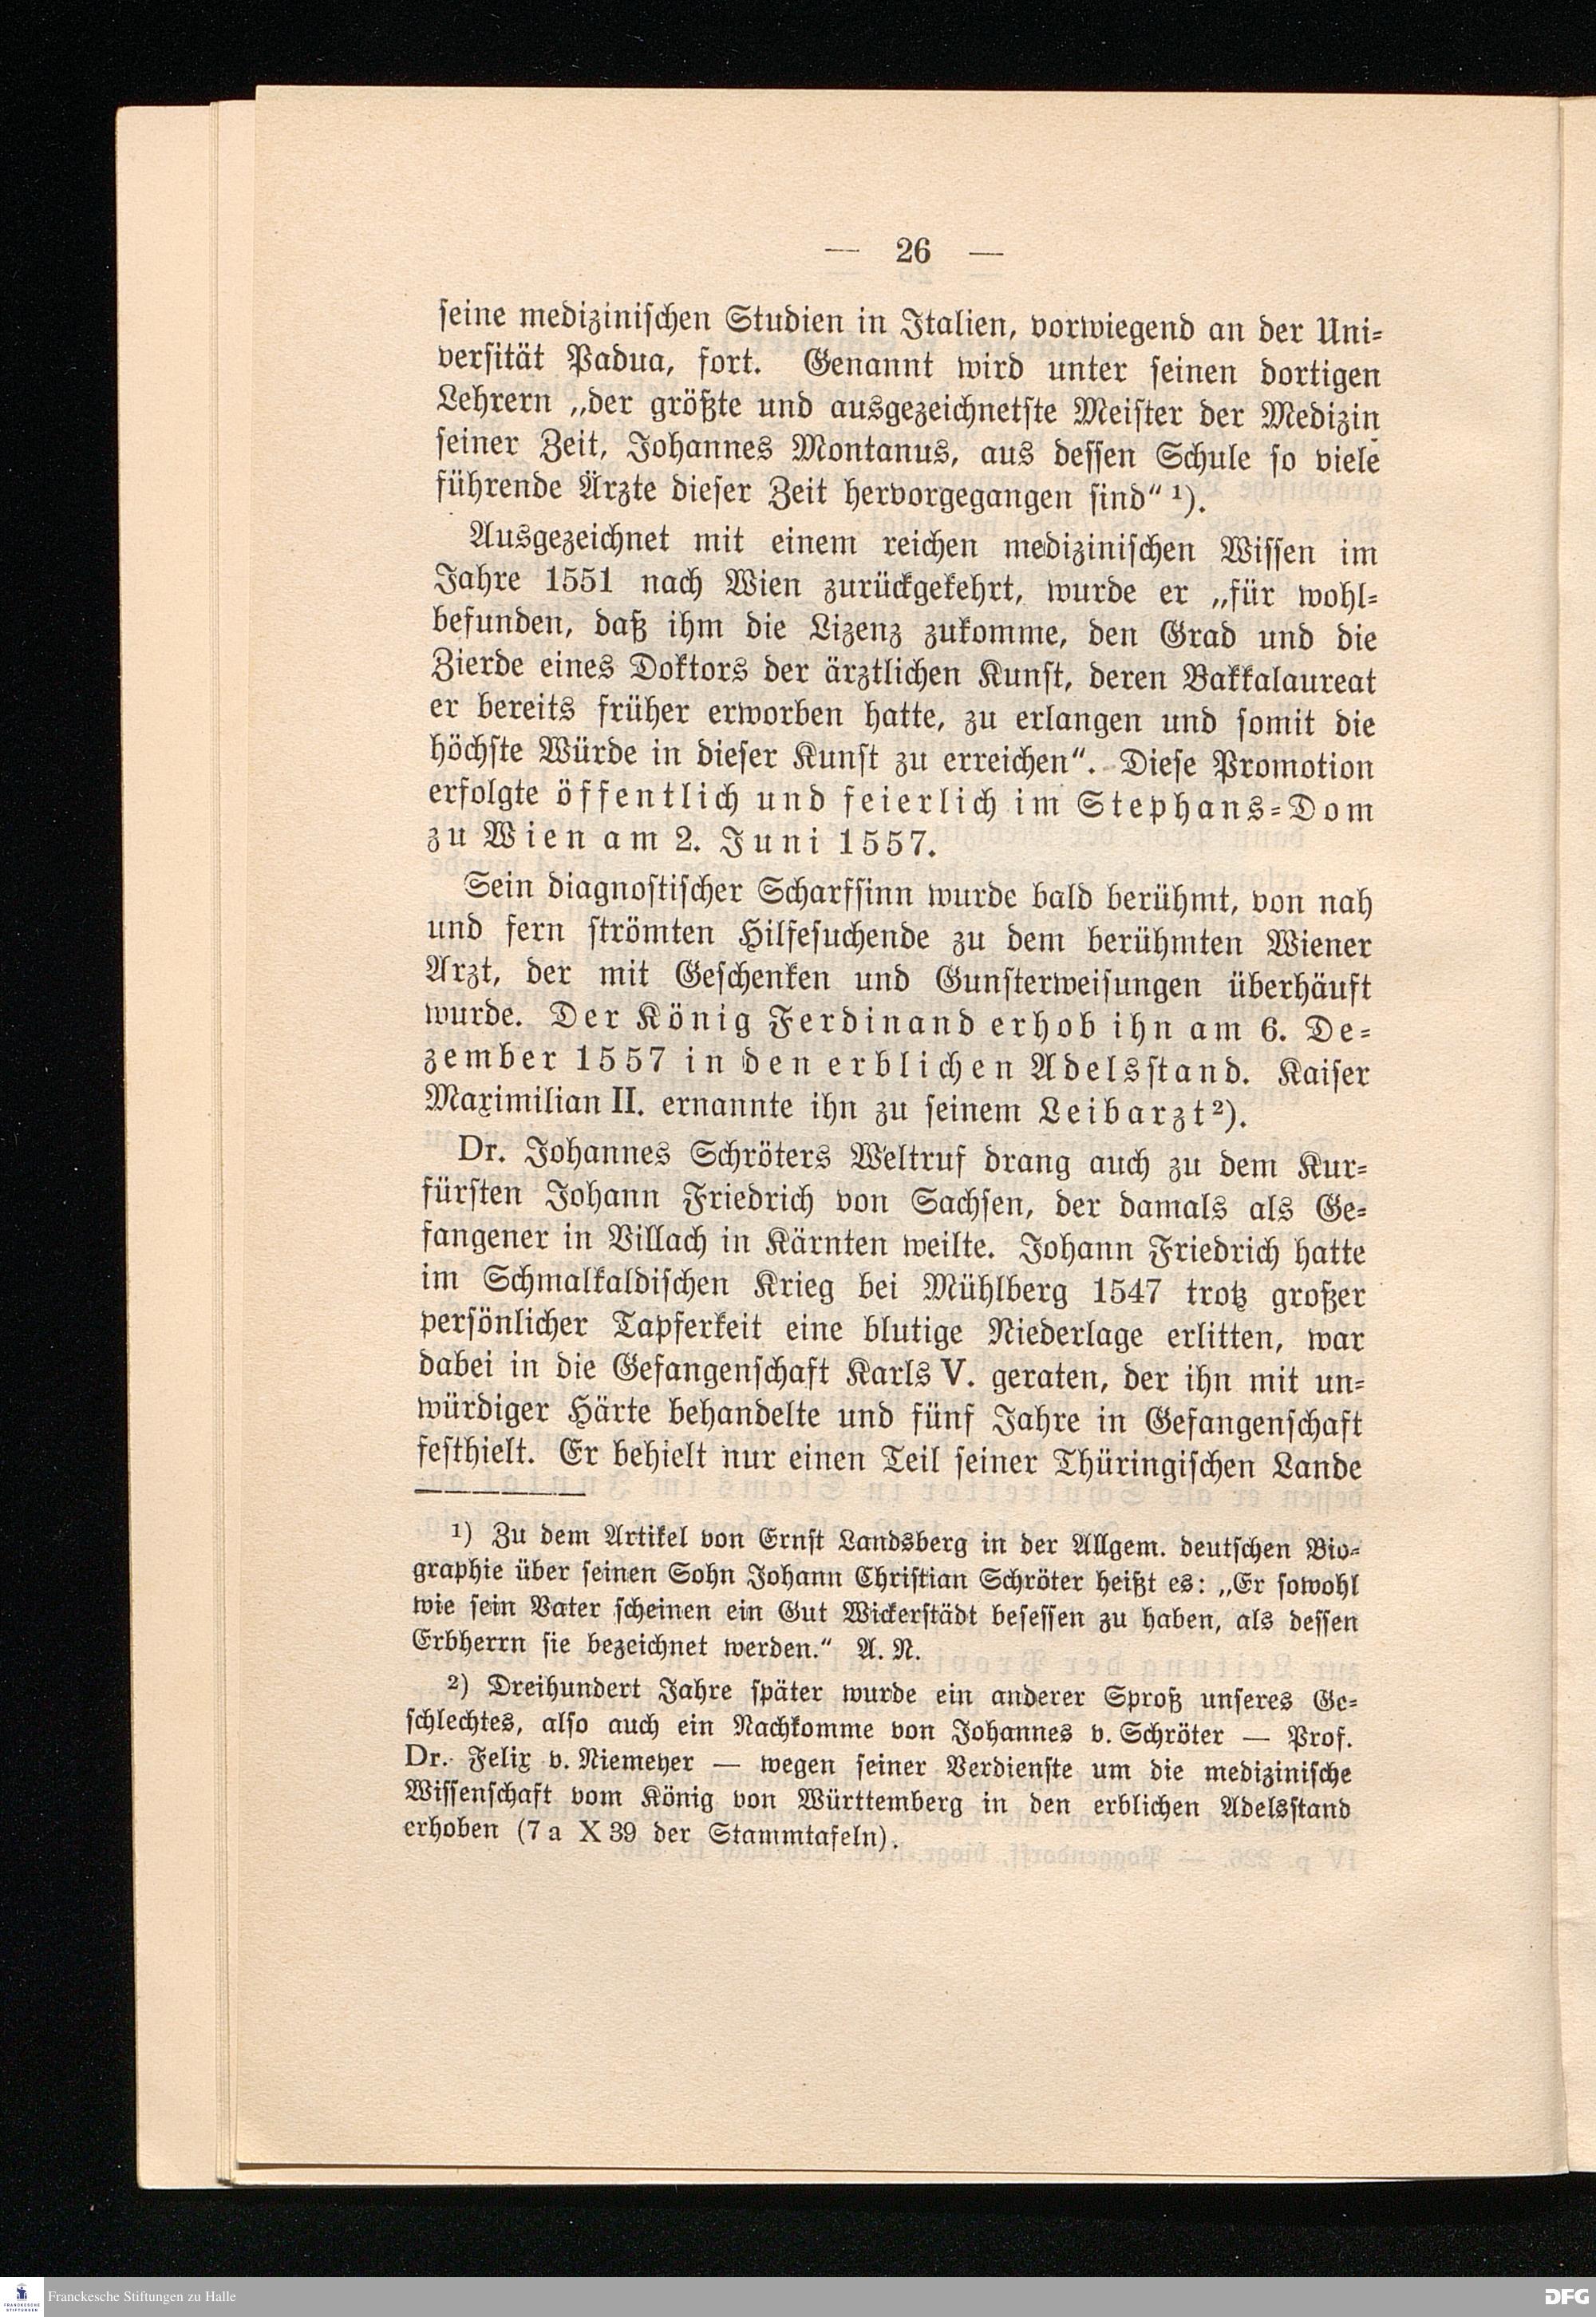 — 26 —
seine medizinischen Studien in Italien, vorwiegend an der Uni-
versität Padua, fort. Genannt wird unter seinen dortigen
Lehrern „der größte und ausgezeichnetste Meister der Medizin
seiner Zeit, Johannes Montanus, aus dessen Schule so viele
führende Ärzte dieser Zeit hervorgegangen sind“ ¹).
Ausgezeichnet mit einem reichen medizinischen Wissen im
Jahre 1551 nach Wien zurückgekehrt, wurde er „für wohl-
befunden, daß ihm die Lizenz zukomme, den Grad und die
Zierde eines Doktors der ärztlichen Kunst, deren Bakkalaureat
er bereits früher erworben hatte, zu erlangen und somit die
höchste Würde in dieser Kunst zu erreichen“. Diese Promotion
erfolgte öffentlich und feierlich im Stephans-Dom
zu Wien am 2. Juni 1557.
Sein diagnostischer Scharfsinn wurde bald berühmt, von nah
und fern strömten Hilfesuchende zu dem berühmten Wiener
Arzt, der mit Geschenken und Gunsterweisungen überhäuft
wurde. Der König Ferdinand erhob ihn am 6. De-
zember 1557 in den erblichen Adelsstand. Kaiser
Maximilian II. ernannte ihn zu seinem Leibarzt ²).
Dr. Johannes Schröters Weltruf drang auch zu dem Kur-
fürsten Johann Friedrich von Sachsen, der damals als Ge-
fangener in Villach in Kärnten weilte. Johann Friedrich hatte
im Schmalkaldischen Krieg bei Mühlberg 1547 trotz großer
persönlicher Tapferkeit eine blutige Niederlage erlitten, war
dabei in die Gefangenschaft Karls V. geraten, der ihn mit un-
würdiger Härte behandelte und fünf Jahre in Gefangenschaft
festhielt. Er behielt nur einen Teil seiner Thüringischen Lande
¹) Zu dem Artikel von Ernst Landsberg in der Allgem. deutschen Bio-
graphie über seinen Sohn Johann Christian Schröter heißt es: „Er sowohl
wie sein Vater scheinen ein Gut Wickerstädt besessen zu haben, als dessen
Erbherrn sie bezeichnet werden.“ A. N.
²) Dreihundert Jahre später wurde ein anderer Sproß unseres Ge-
schlechtes, also auch ein Nachkomme von Johannes v. Schröter — Prof.
Dr. Felix v. Niemeyer — wegen seiner Verdienste um die medizinische
Wissenschaft vom König von Württemberg in den erblichen Adelsstand
erhoben (7 a X 39 der Stammtafeln).
FRANCKESCHE
STIFTUNGEN
Franckesche Stiftungen zu Halle
DFG